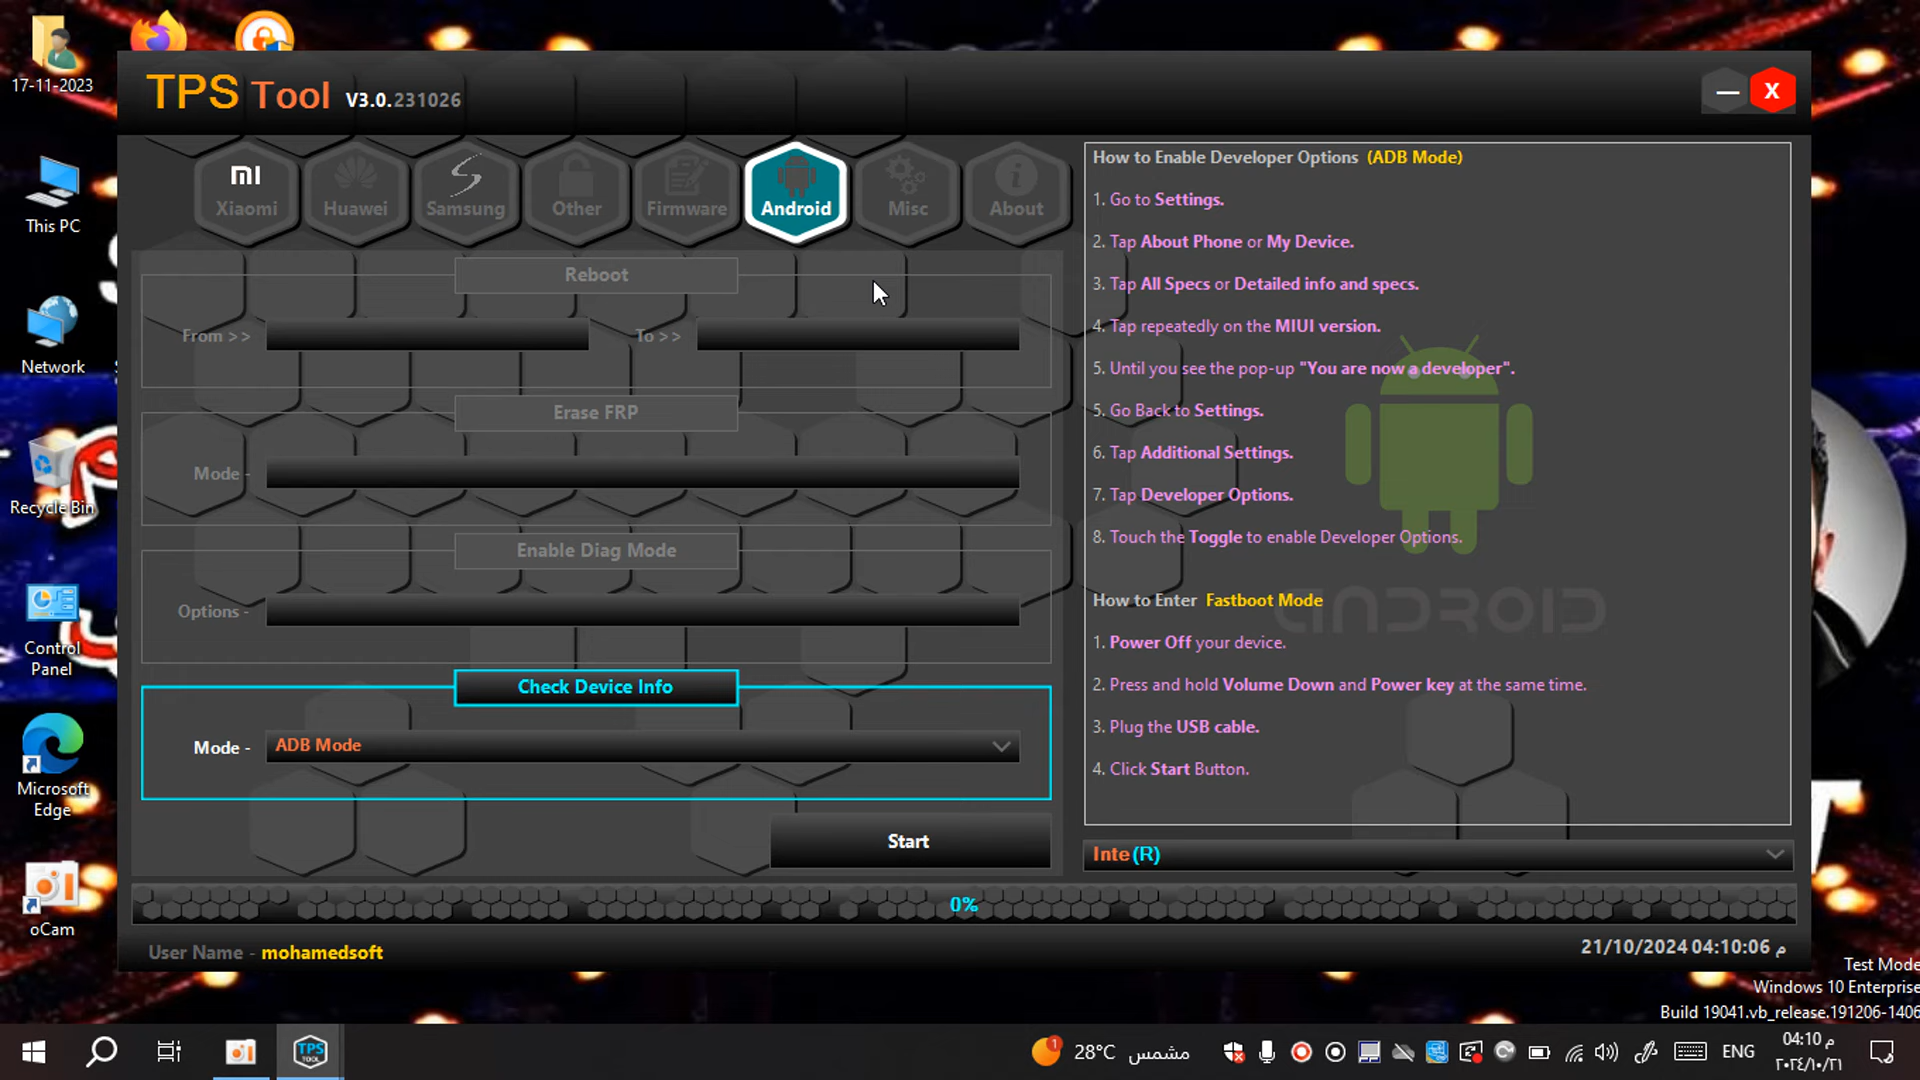 17-11-2023
This PC
Network
Recycle Bin
Control
Panel
Microsoft
Edge
oCam
TPS Tool V3.0.231026
X
MI
Xiaomi
Huawei
Samsung
Other
Firmware
Android
Misc
About
Reboot
From >>
To >>
Erase FRP
Mode -
Enable Diag Mode
Options -
Check Device Info
Mode - ADB Mode
Start
How to Enable Developer Options (ADB Mode)
1. Go to Settings.
2. Tap About Phone or My Device.
3. Tap All Specs or Detailed info and specs.
4. Tap repeatedly on the MIUI version.
5. Until you see the pop-up "You are now a developer".
5. Go Back to Settings.
6. Tap Additional Settings.
7. Tap Developer Options.
8. Touch the Toggle to enable Developer Options.
How to Enter Fastboot Mode
ANDROID
1. Power Off your device.
2. Press and hold Volume Down and Power key at the same time.
3. Plug the USB cable.
4. Click Start Button.
Inte(R)
0%
User Name - mohamedsoft
21/10/2024 04:10:06 م
Test Mode
Windows 10 Enterprise
Build 19041.vb_release.191206-1406
TPS
TOOL
1
28°C مشمس
ENG
04:10 م
٢٠٢٤/١٠/٢١